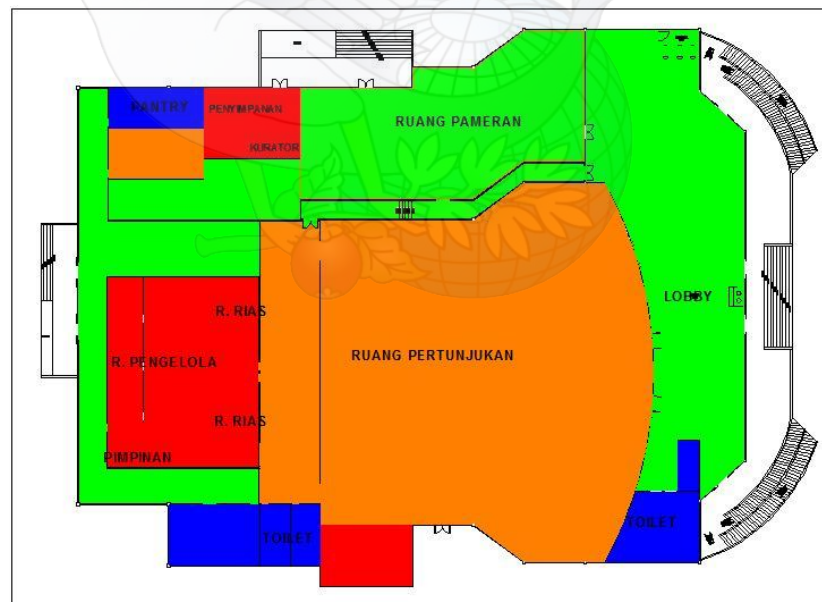 PANTRY
PENYIMPANAN
KURATOR
RUANG PAMERAN
LOBBY
R. RIAS
R. PENGELOLA
RUANG PERTUNJUKAN
R. RIAS
PIMPINAN
TOILET
TOILET